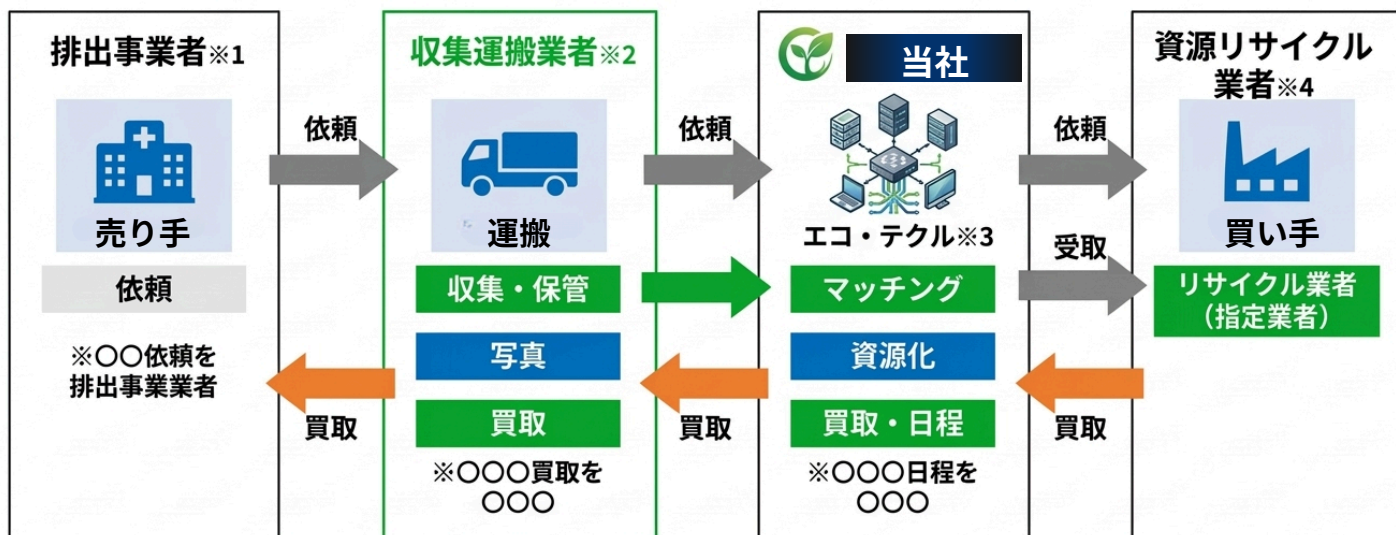 排出事業者※1
売り手
依頼
※〇〇依頼を
排出事業業者
依頼
買取
収集運搬業者※2
運搬
収集・保管
写真
買取
※〇〇〇買取を
〇〇〇
依頼
買取
当社
エコ・テクル※3
マッチング
資源化
買取・日程
※〇〇〇日程を
〇〇〇
依頼
受取
買取
資源リサイクル
業者※4
買い手
リサイクル業者
（指定業者）